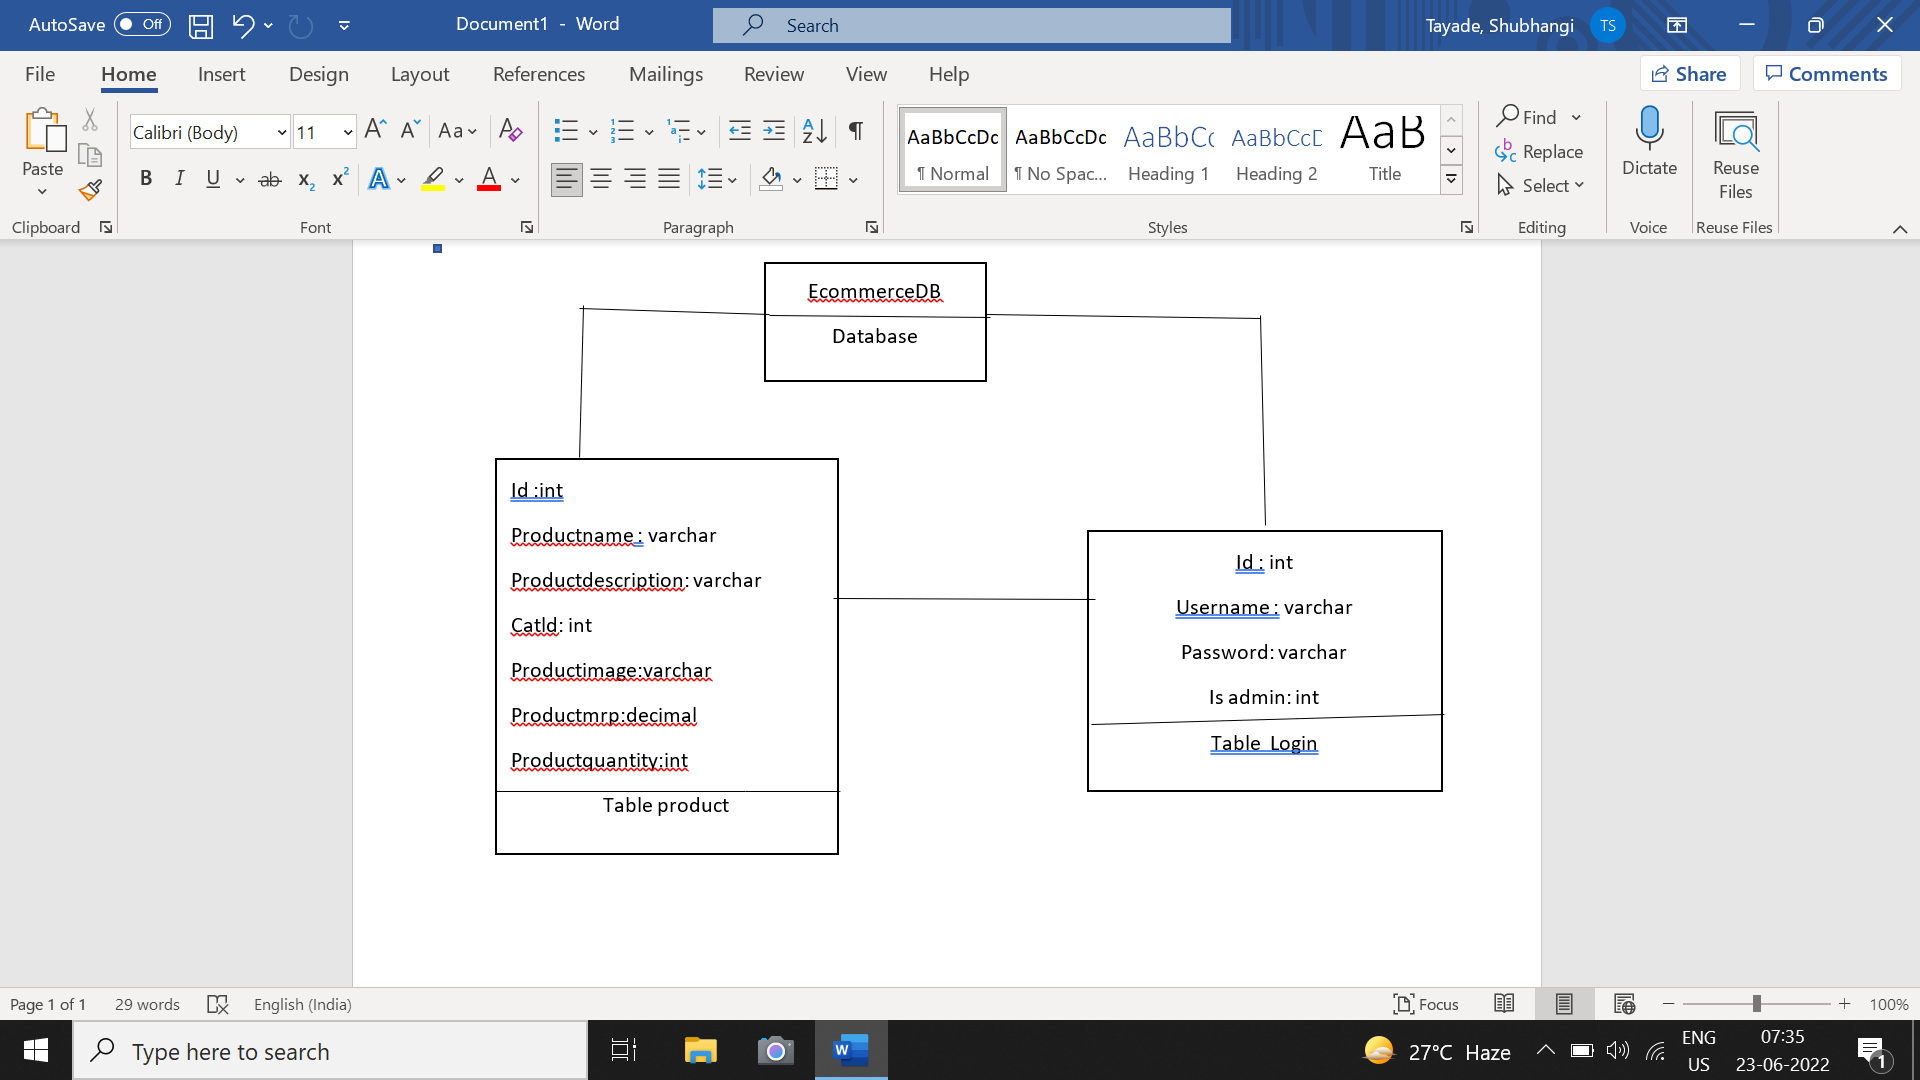 AutoSave Off Document1 - Word Search Tayade, Shubhangi TS
File Home Insert Design Layout References Mailings Review View Help Share Comments
Paste Calibri (Body) 11 Aa
AaBbCcDc AaBbCcDc AaBbCc AaBbCcD AaB
¶ Normal ¶ No Spac... Heading 1 Heading 2 Title
Find
Replace
Select
Dictate
Reuse
Files
Clipboard Font Paragraph Styles Editing Voice Reuse Files
EcommerceDB
Database
Id :int
Productname : varchar
Productdescription: varchar
CatId: int
Productimage:varchar
Productmrp:decimal
Productquantity:int
Table product
Id : int
Username : varchar
Password: varchar
Is admin: int
Table Login
Page 1 of 1 29 words English (India) Focus 100%
Type here to search 27°C Haze ENG
US 07:35
23-06-2022 1